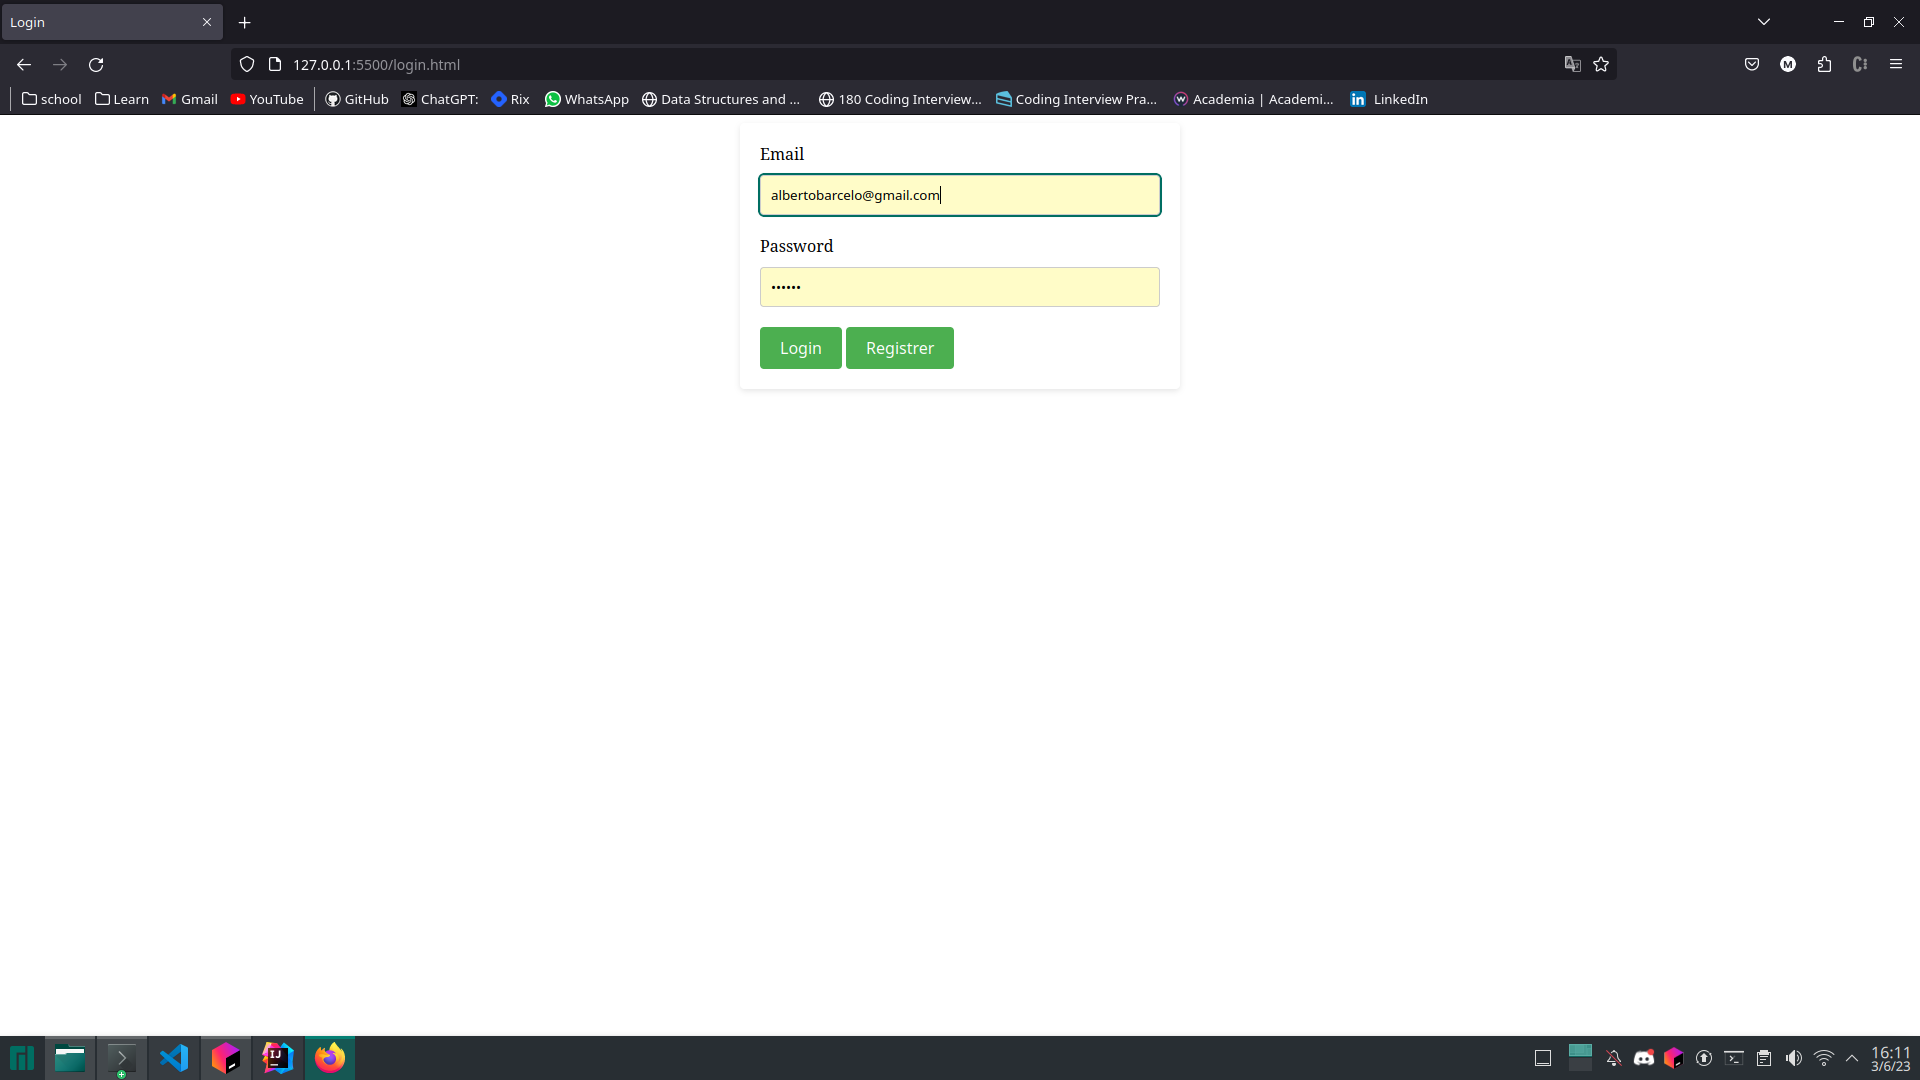 Login
127.0.0.1:5500/login.html
school Learn Gmail YouTube GitHub ChatGPT: Rix WhatsApp Data Structures and ... 180 Coding Interview... Coding Interview Pra... Academia | Academi... LinkedIn
Email
albertobarcelo@gmail.com
Password
••••••
Login Registrer
16:11
3/6/23